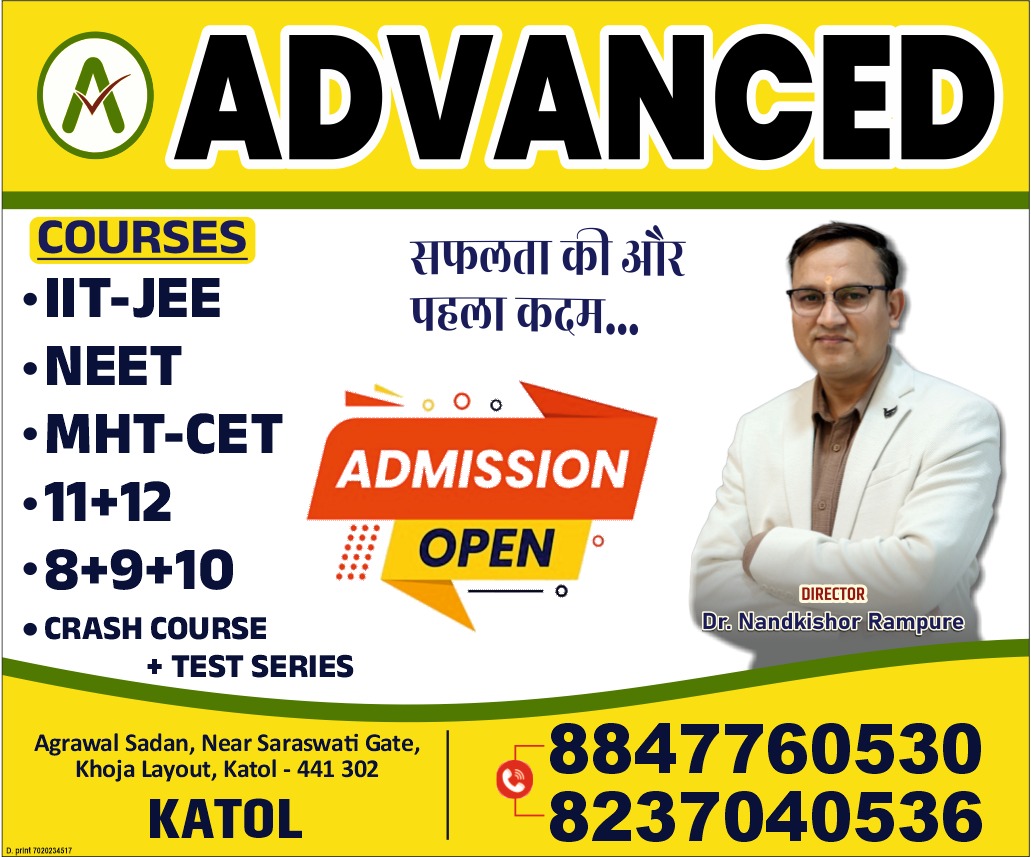 ADVANCED
COURSES
• IIT-JEE
• NEET
• MHT-CET
• 11+12
• 8+9+10
• CRASH COURSE
+ TEST SERIES
सफलता की और
पहला कदम...
ADMISSION
OPEN
DIRECTOR
Dr. Nandkishor Rampure
Agrawal Sadan, Near Saraswati Gate,
Khoja Layout, Katol - 441 302
KATOL
8847760530
8237040536
D. print 7020234517